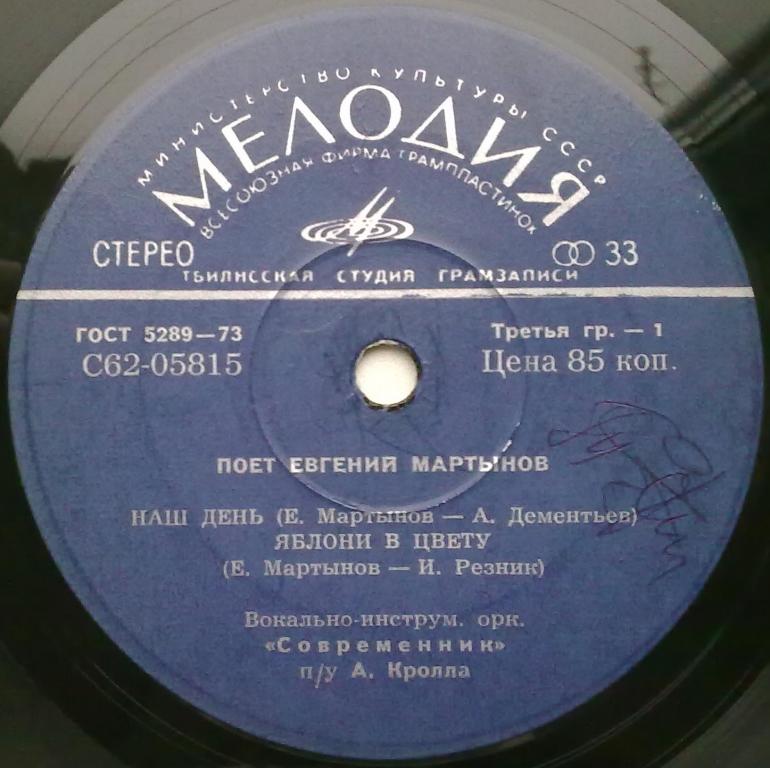 МИНИСТЕРСТВО КУЛЬТУРЫ СССР
МЕЛОДИЯ
ВСЕСОЮЗНАЯ ФИРМА ГРАМПЛАСТИНОК
СТЕРЕО
33
ТБИЛИССКАЯ СТУДИЯ ГРАМЗАПИСИ
ГОСТ 5289—73
Третья гр. — 1
С62-05815
Цена 85 коп.
ПОЕТ ЕВГЕНИЙ МАРТЫНОВ
НАШ ДЕНЬ (Е. Мартынов — А. Дементьев)
ЯБЛОНИ В ЦВЕТУ
(Е. Мартынов — И. Резник)
Вокально-инструм. орк.
«Современник»
п/у А. Кролла